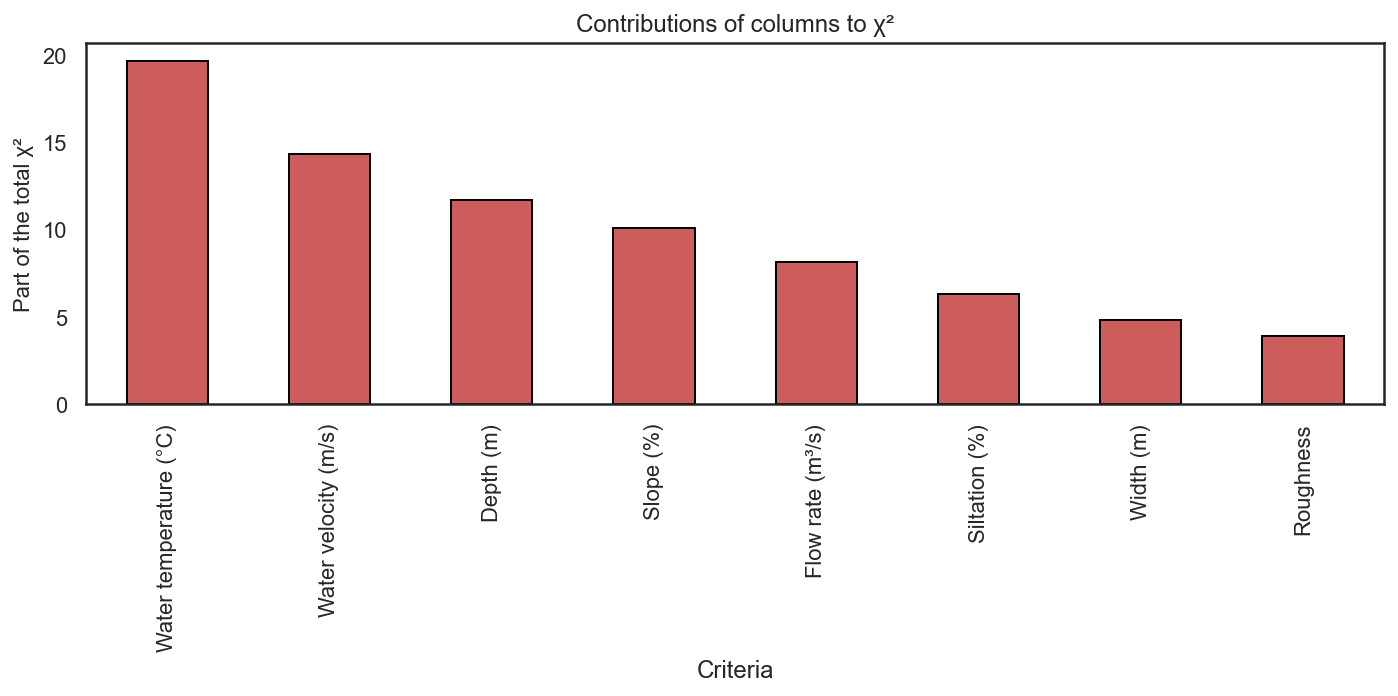 Contributions of columns to χ²
Part of the total χ²
20
15
10
5
0
Water temperature (°C)
Water velocity (m/s)
Depth (m)
Slope (%)
Flow rate (m³/s)
Siltation (%)
Width (m)
Roughness
Criteria